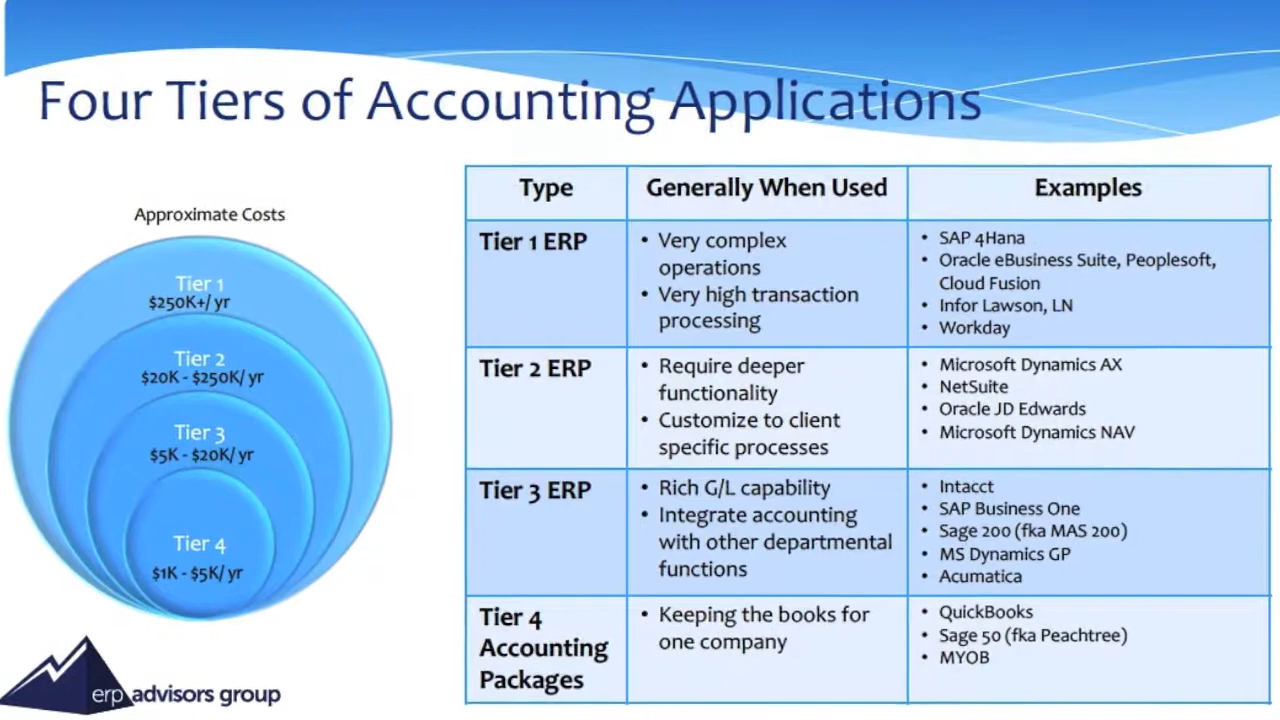 Four Tiers of Accounting Applications
Approximate Costs
Tier 1
$250K+/ yr
Tier 2
$20K - $250K/ yr
Tier 3
$5K - $20K/ yr
Tier 4
$1K - $5K/ yr
erp advisors group
Type
Generally When Used
Examples
Tier 1 ERP
• Very complex
operations
• Very high transaction
processing
• SAP 4Hana
• Oracle eBusiness Suite, Peoplesoft,
Cloud Fusion
• Infor Lawson, LN
• Workday
Tier 2 ERP
• Require deeper
functionality
• Customize to client
specific processes
• Microsoft Dynamics AX
• NetSuite
• Oracle JD Edwards
• Microsoft Dynamics NAV
Tier 3 ERP
• Rich G/L capability
• Integrate accounting
with other departmental
functions
• Intacct
• SAP Business One
• Sage 200 (fka MAS 200)
• MS Dynamics GP
• Acumatica
Tier 4
Accounting
Packages
• Keeping the books for
one company
• QuickBooks
• Sage 50 (fka Peachtree)
• MYOB